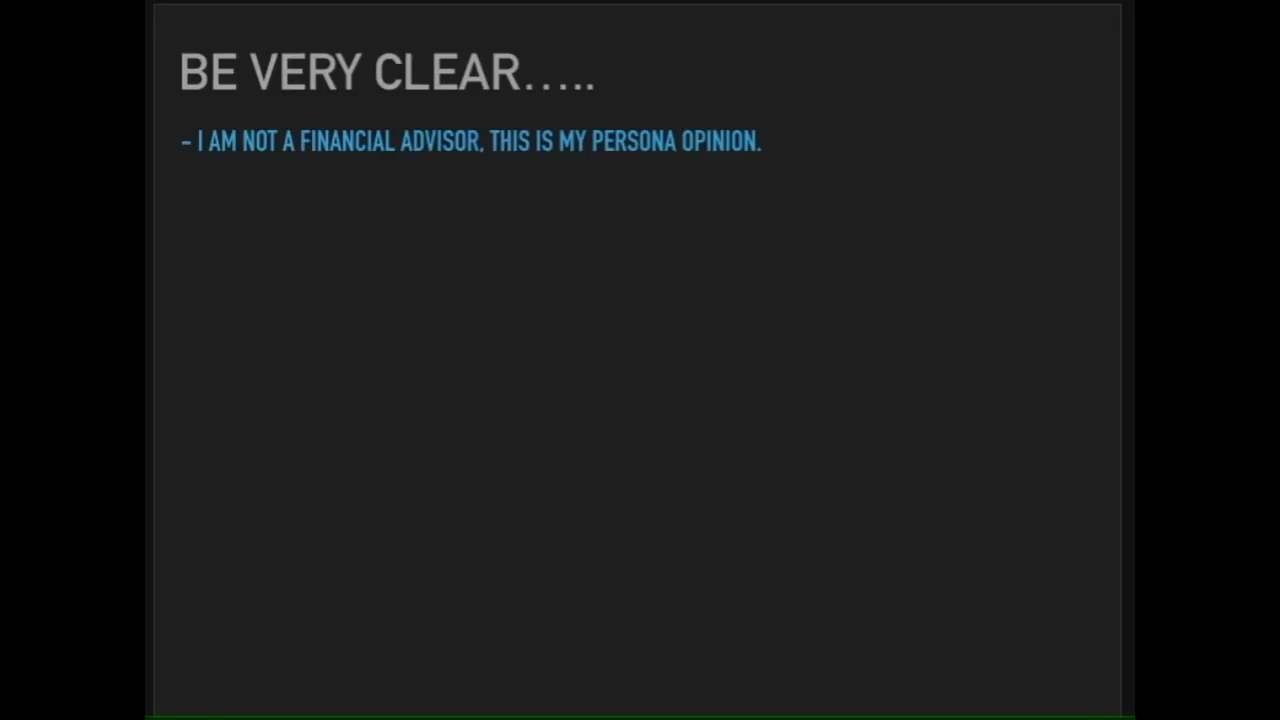 BE VERY CLEAR.....
- I AM NOT A FINANCIAL ADVISOR, THIS IS MY PERSONA OPINION.